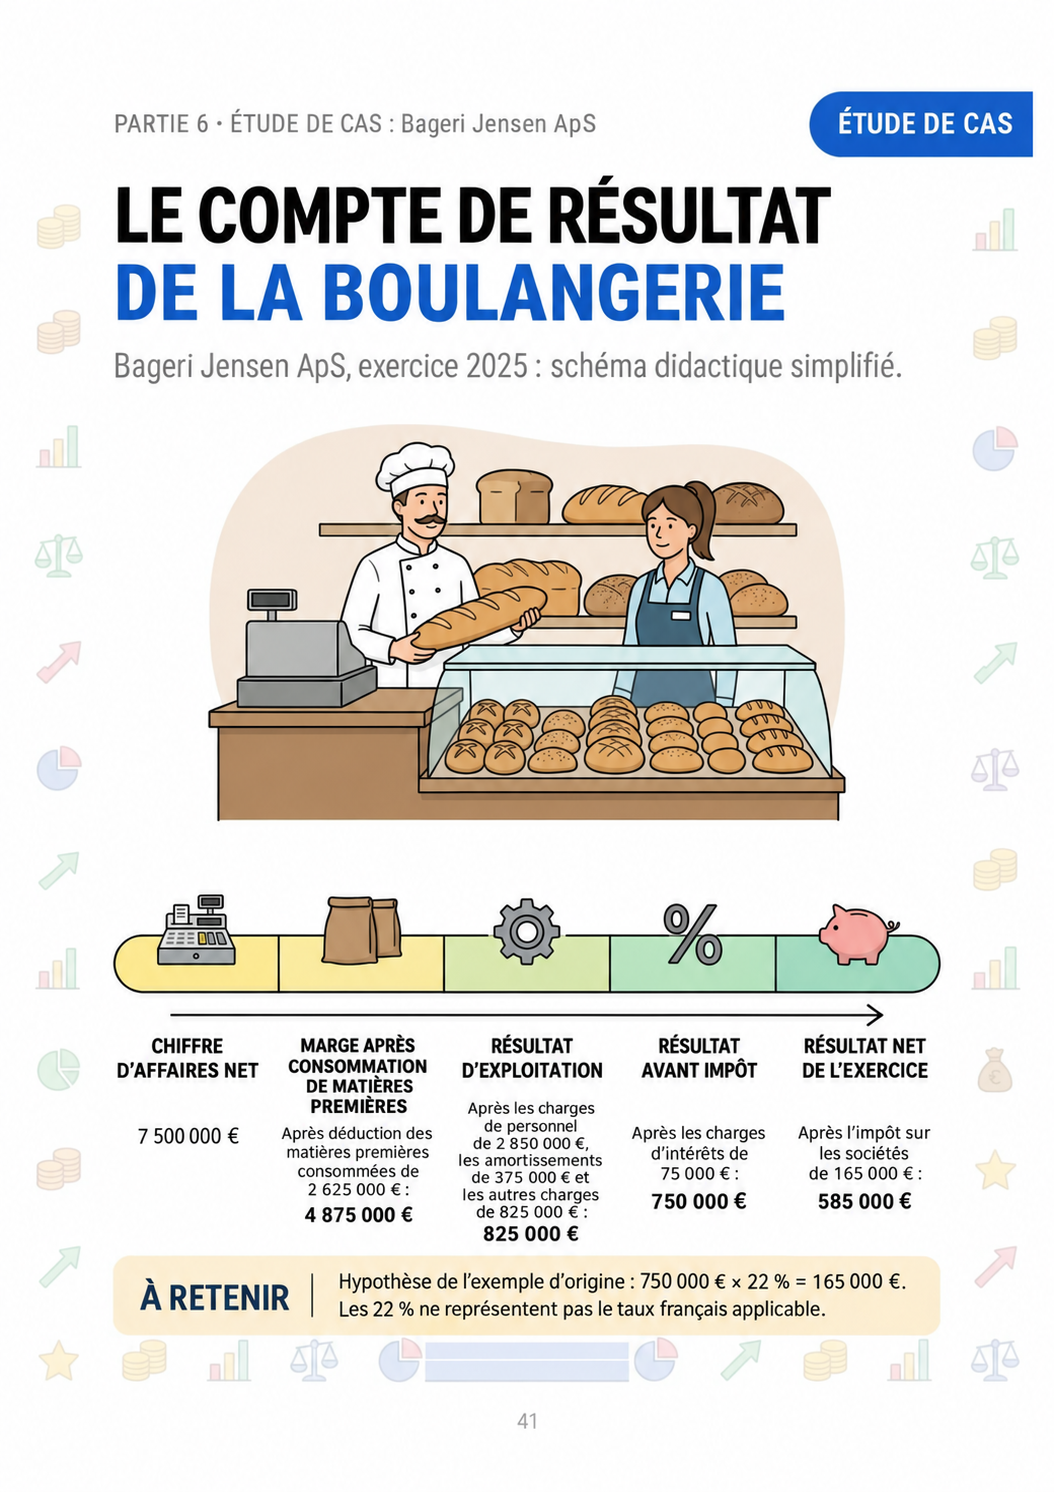 PARTIE 6 • ÉTUDE DE CAS : Bageri Jensen ApS
ÉTUDE DE CAS
LE COMPTE DE RÉSULTAT
DE LA BOULANGERIE
Bageri Jensen ApS, exercice 2025 : schéma didactique simplifié.
%
CHIFFRE
D’AFFAIRES NET
7 500 000 €
MARGE APRÈS
CONSOMMATION
DE MATIÈRES
PREMIÈRES
Après déduction des
matières premières
consommées de
2 625 000 € :
4 875 000 €
RÉSULTAT
D’EXPLOITATION
Après les charges
de personnel
de 2 850 000 €,
les amortissements
de 375 000 € et
les autres charges
de 825 000 € :
825 000 €
RÉSULTAT
AVANT IMPÔT
Après les charges
d’intérêts de
75 000 € :
750 000 €
RÉSULTAT NET
DE L’EXERCICE
Après l’impôt sur
les sociétés
de 165 000 € :
585 000 €
€
À RETENIR
Hypothèse de l’exemple d’origine : 750 000 € × 22 % = 165 000 €.
Les 22 % ne représentent pas le taux français applicable.
41